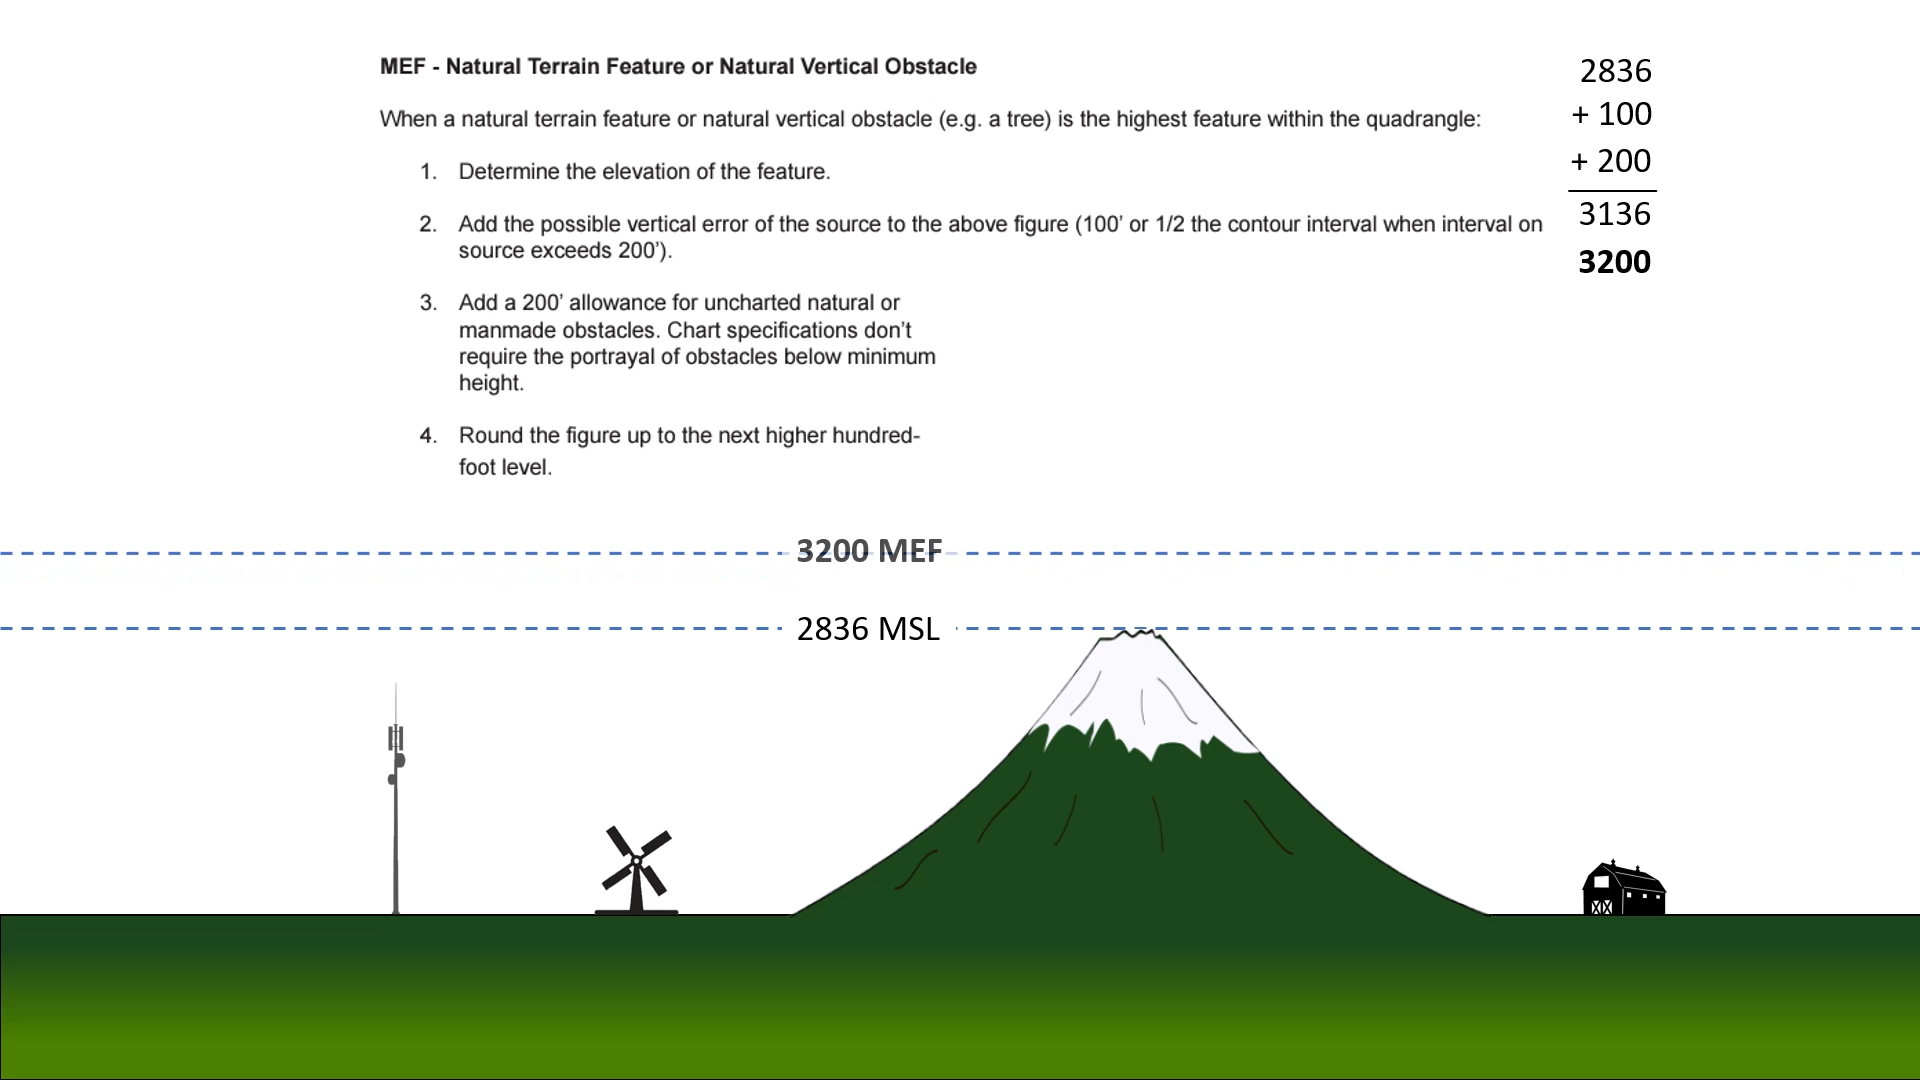 MEF - Natural Terrain Feature or Natural Vertical Obstacle
When a natural terrain feature or natural vertical obstacle (e.g. a tree) is the highest feature within the quadrangle:
1. Determine the elevation of the feature.
2. Add the possible vertical error of the source to the above figure (100’ or 1/2 the contour interval when interval on
source exceeds 200’).
3. Add a 200’ allowance for uncharted natural or
manmade obstacles. Chart specifications don’t
require the portrayal of obstacles below minimum
height.
4. Round the figure up to the next higher hundred-
foot level.
2836
+ 100
+ 200
3136
3200
3200 MEF
2836 MSL